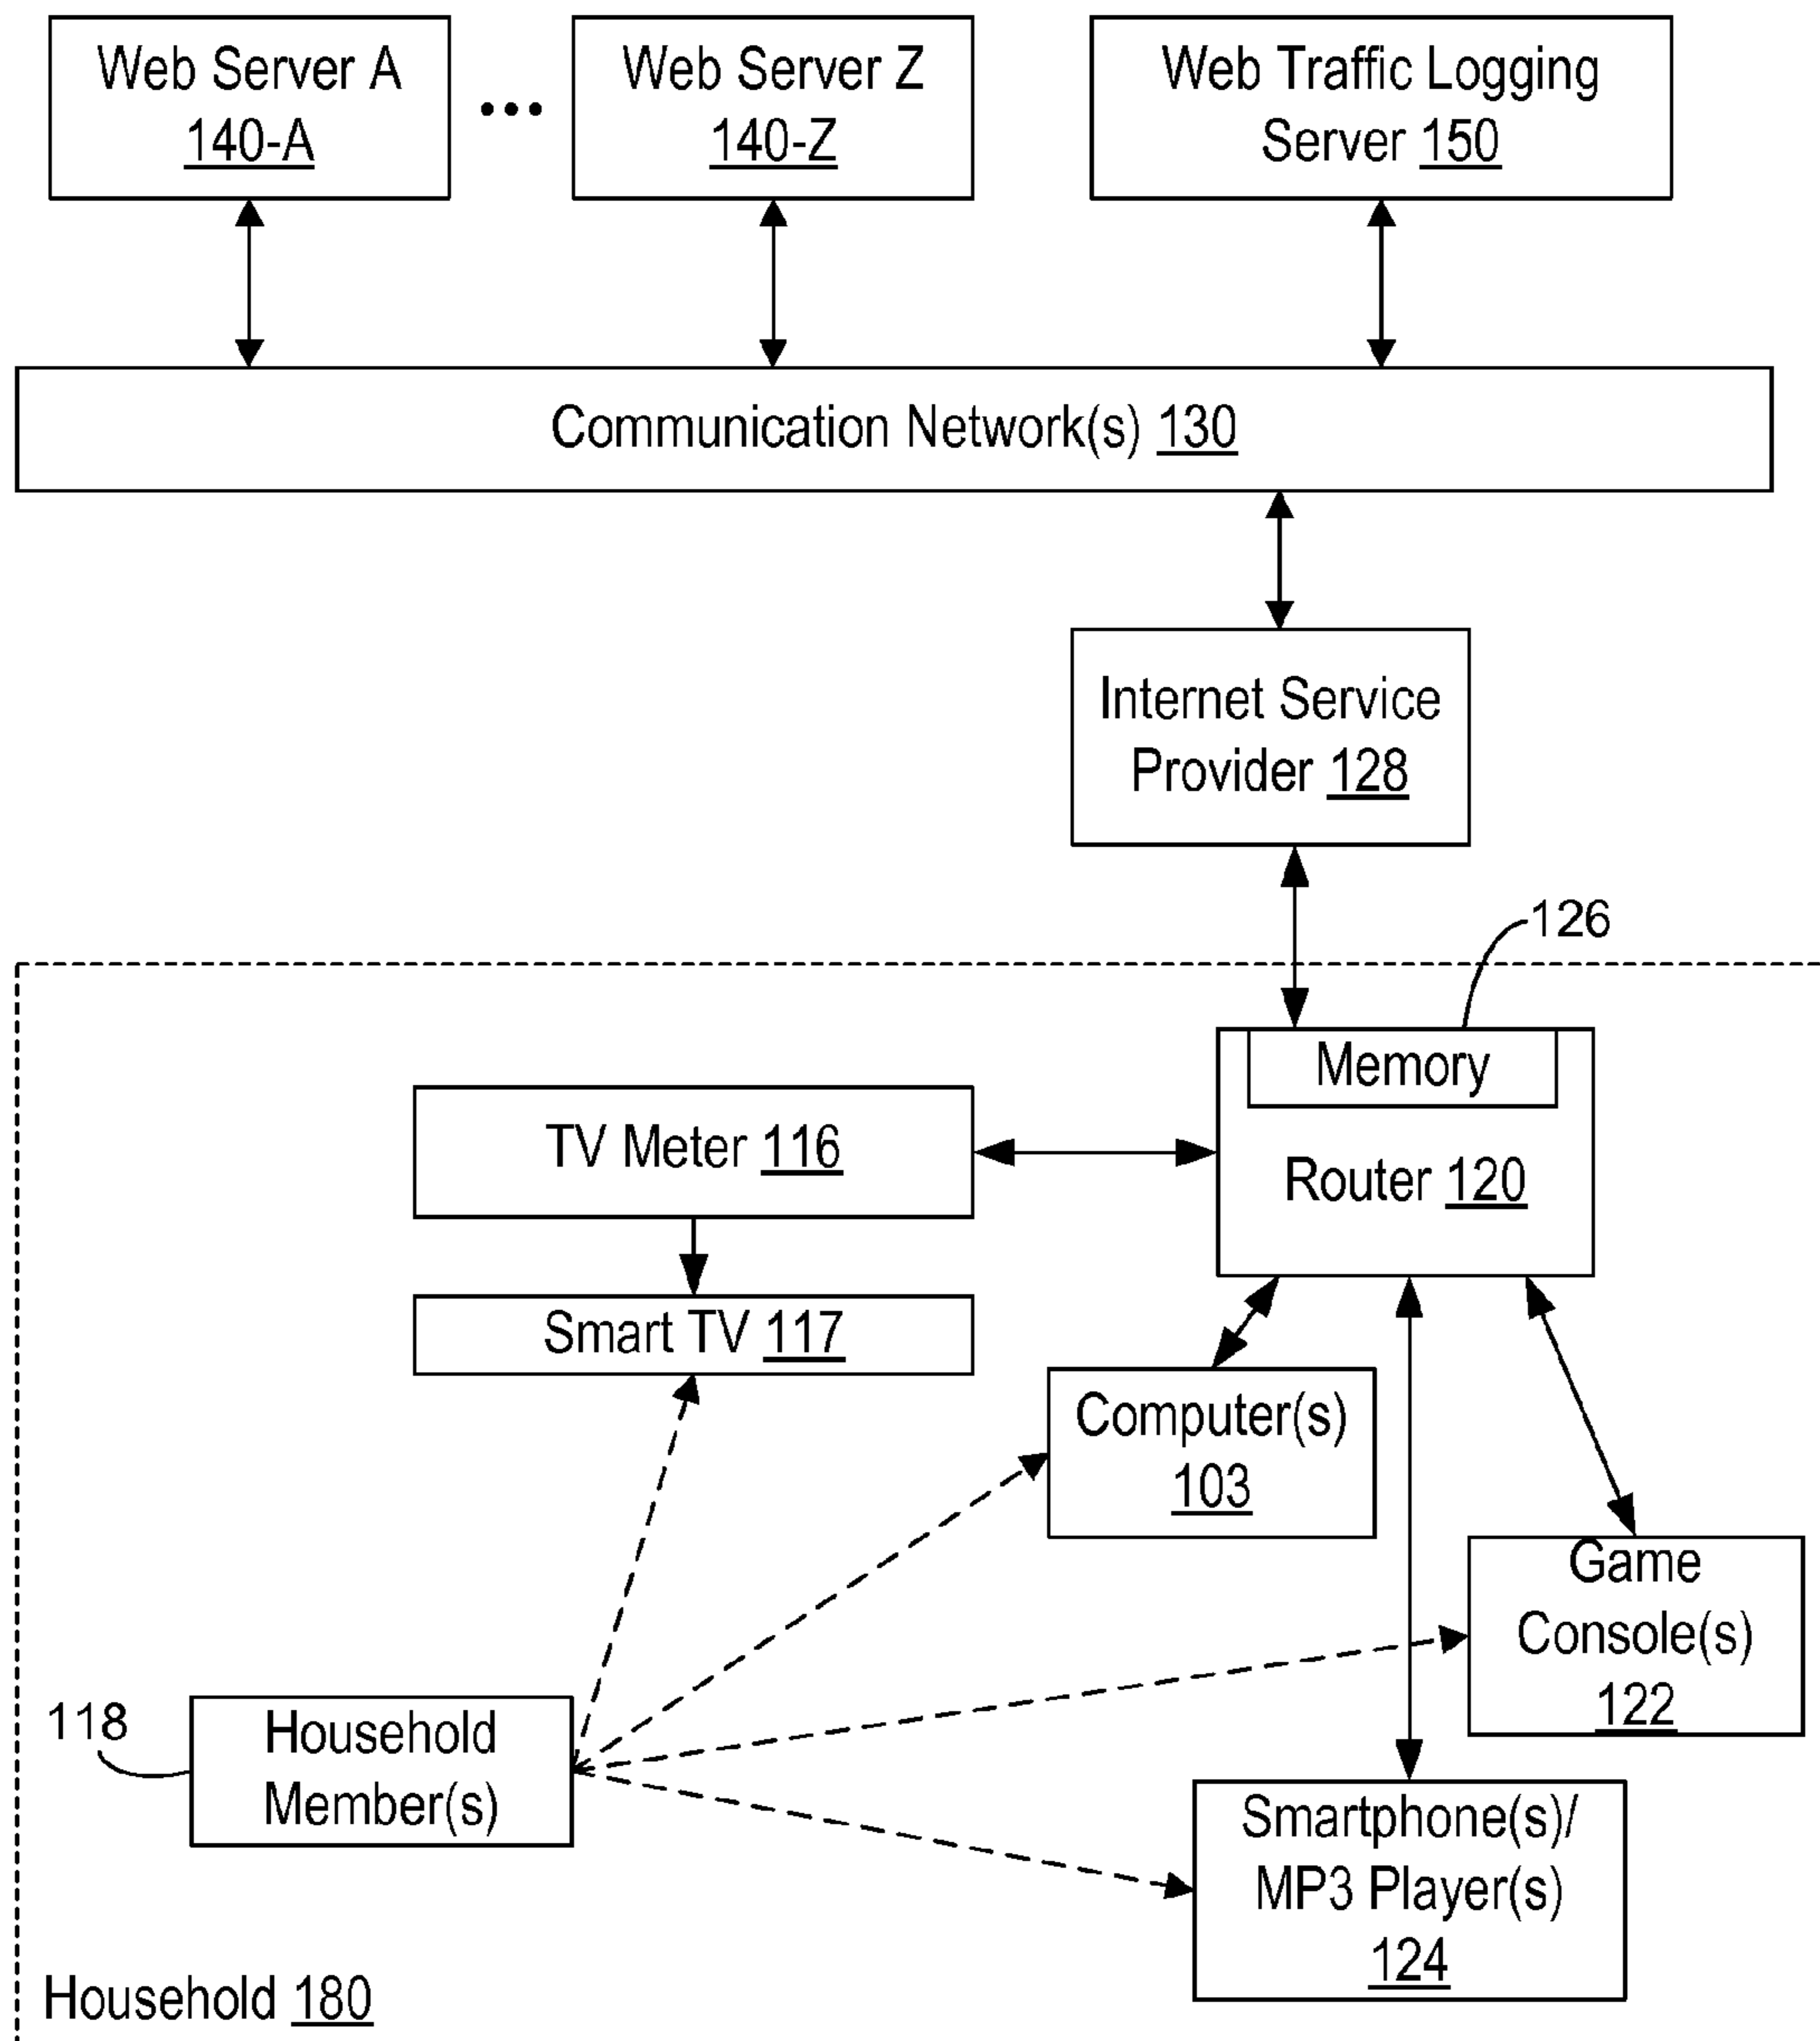 Web Server A
140-A
...
Web Server Z
140-Z
Web Traffic Logging
Server 150
Communication Network(s) 130
Internet Service
Provider 128
126
Memory
Router 120
TV Meter 116
Smart TV 117
Computer(s)
103
Game
Console(s)
122
118
Household
Member(s)
Smartphone(s)/
MP3 Player(s)
124
Household 180